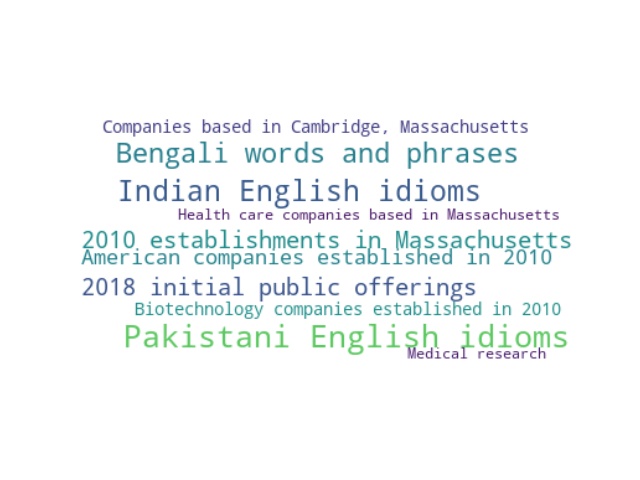 Companies based in Cambridge, Massachusetts
Bengali words and phrases
Indian English idioms
Health care companies based in Massachusetts
2010 establishments in Massachusetts
American companies established in 2010
2018 initial public offerings
Biotechnology companies established in 2010
Pakistani English idioms
Medical research